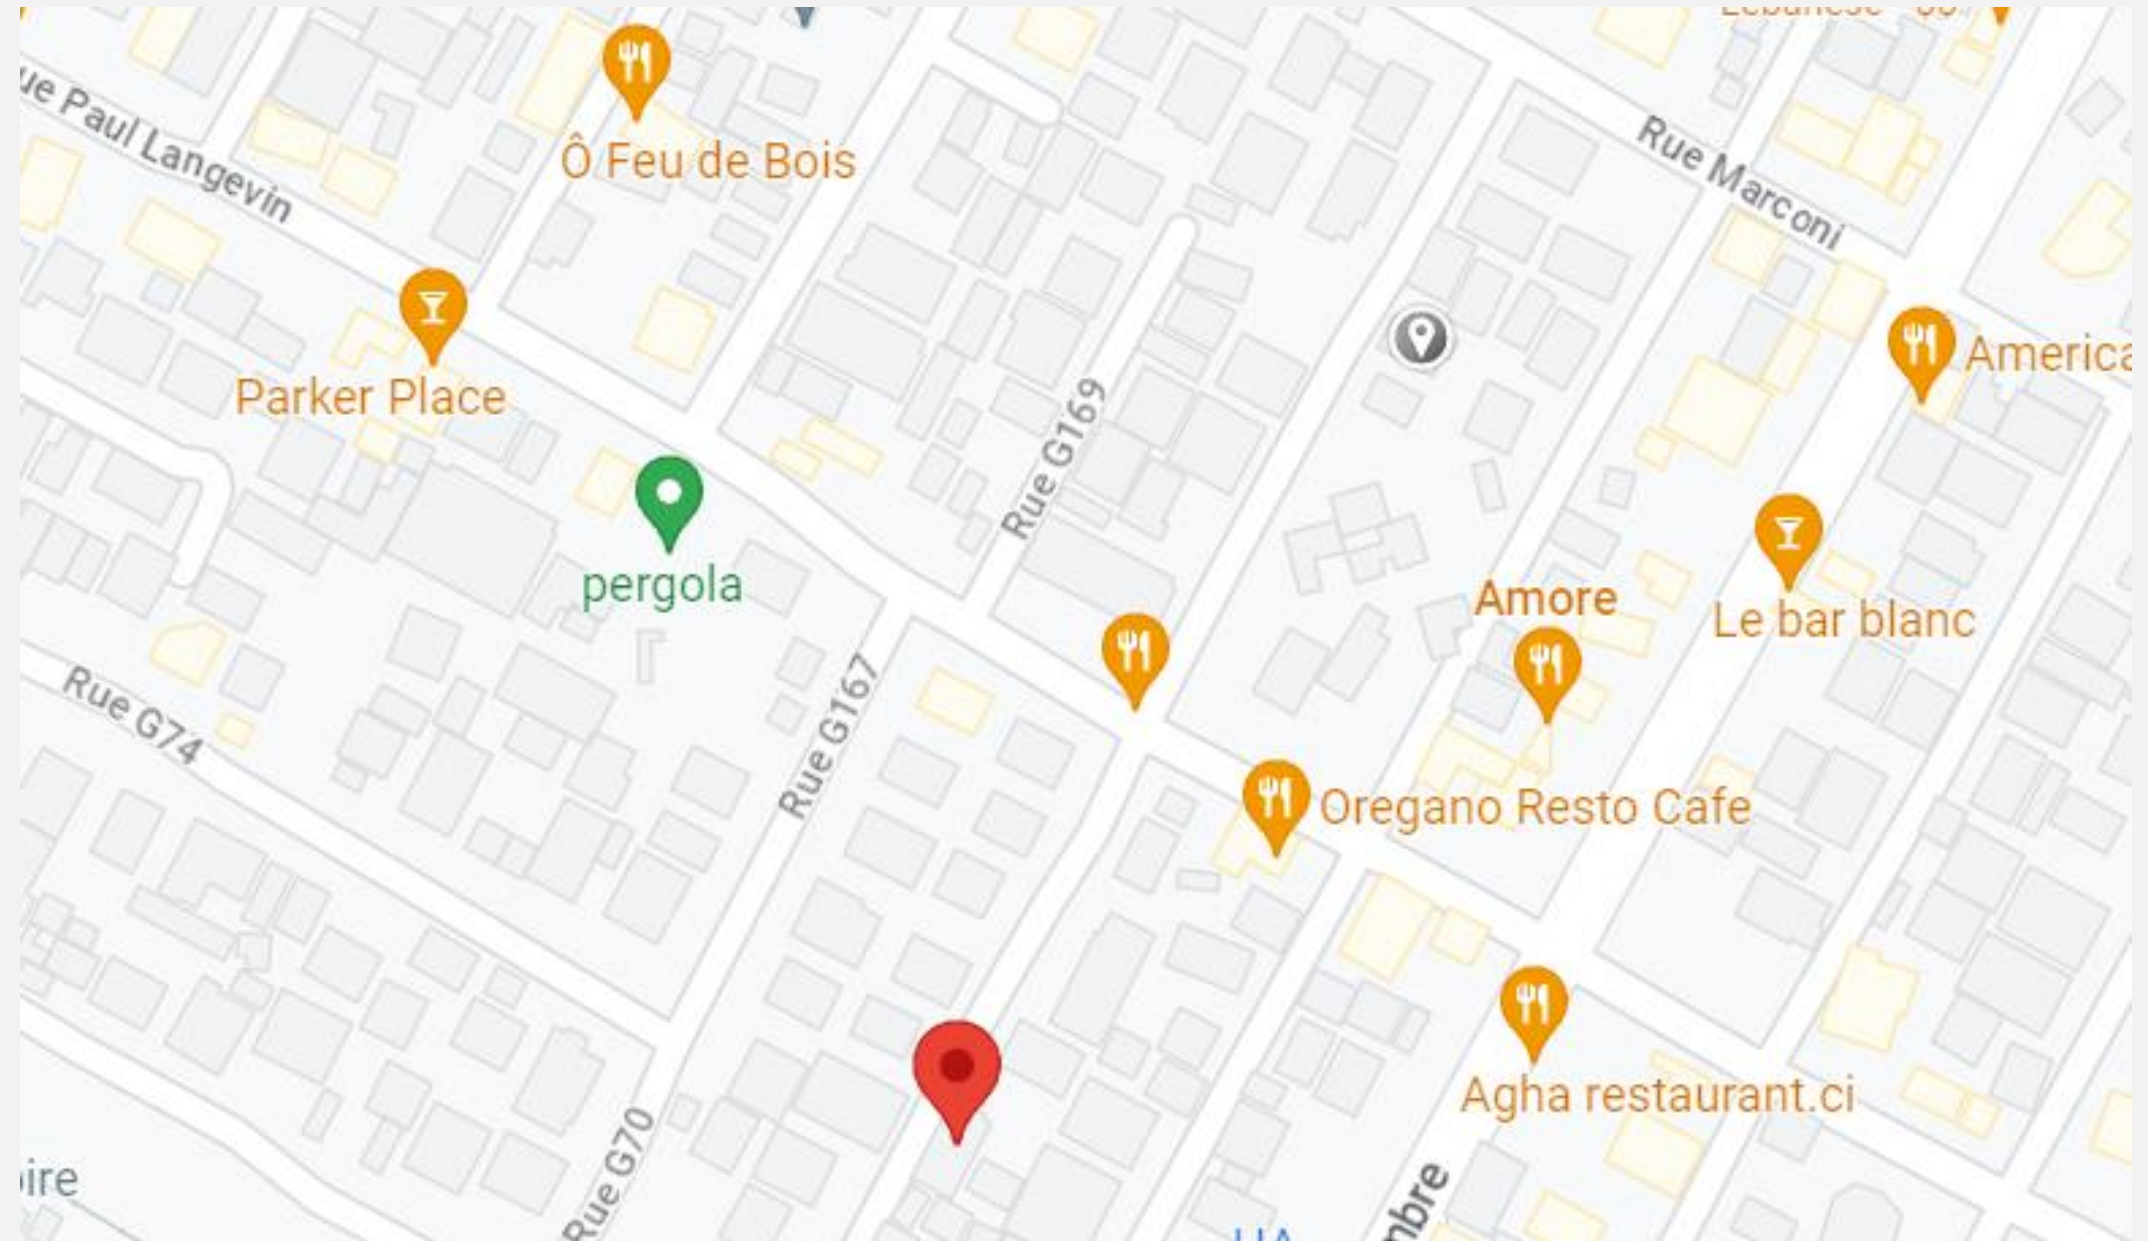 Ô Feu de Bois
ue Paul Langevin
Rue Marconi
America
Parker Place
Rue G169
pergola
Amore
Le bar blanc
Rue G74
Rue G167
Oregano Resto Cafe
Agha restaurant.ci
Rue G70
ire
mbre